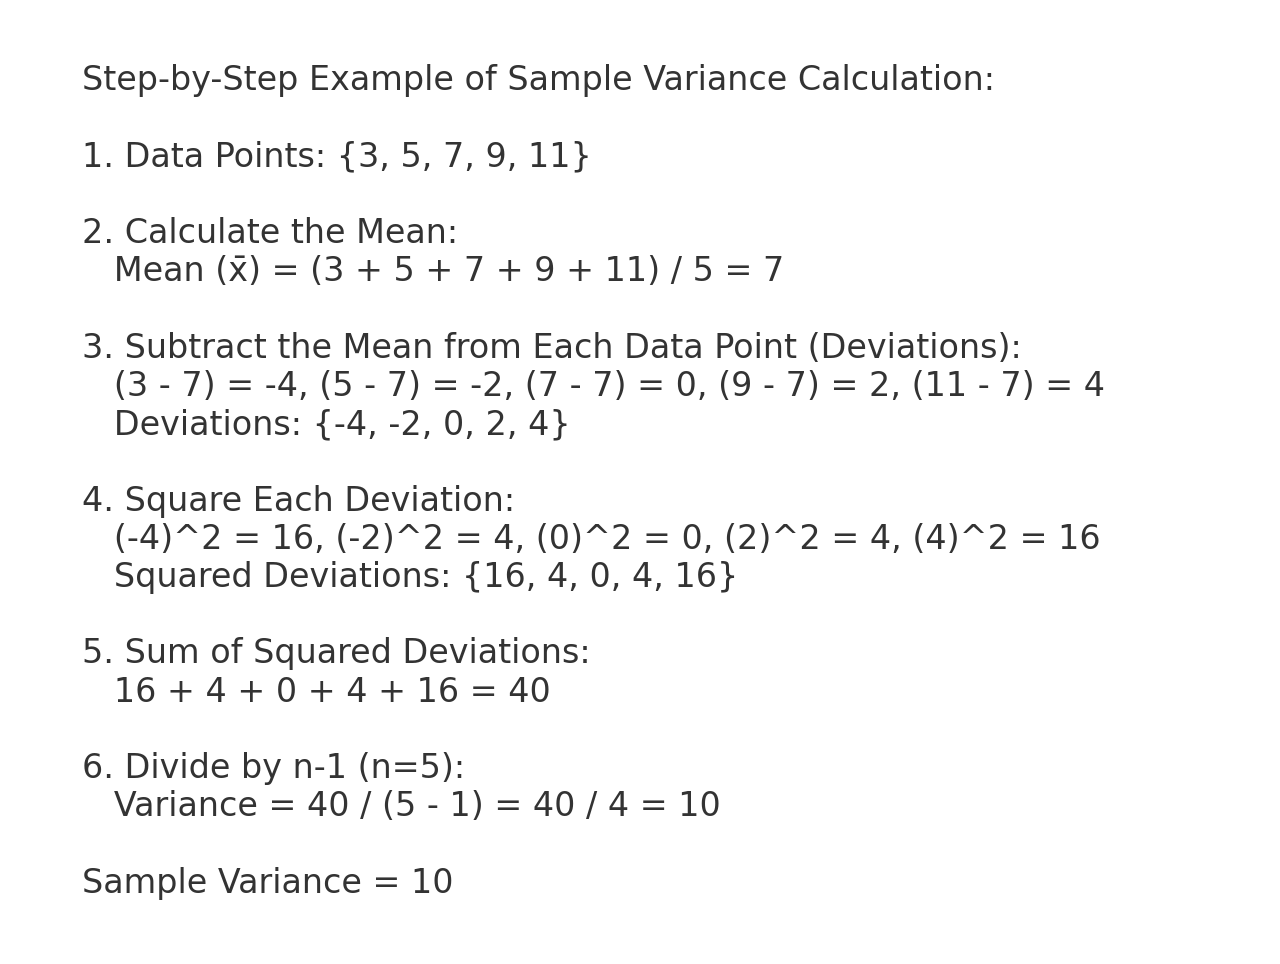 Step-by-Step Example of Sample Variance Calculation:
1. Data Points: {3, 5, 7, 9, 11}
2. Calculate the Mean:
Mean (x̄) = (3 + 5 + 7 + 9 + 11) / 5 = 7
3. Subtract the Mean from Each Data Point (Deviations):
(3 - 7) = -4, (5 - 7) = -2, (7 - 7) = 0, (9 - 7) = 2, (11 - 7) = 4
Deviations: {-4, -2, 0, 2, 4}
4. Square Each Deviation:
(-4)^2 = 16, (-2)^2 = 4, (0)^2 = 0, (2)^2 = 4, (4)^2 = 16
Squared Deviations: {16, 4, 0, 4, 16}
5. Sum of Squared Deviations:
16 + 4 + 0 + 4 + 16 = 40
6. Divide by n-1 (n=5):
Variance = 40 / (5 - 1) = 40 / 4 = 10
Sample Variance = 10